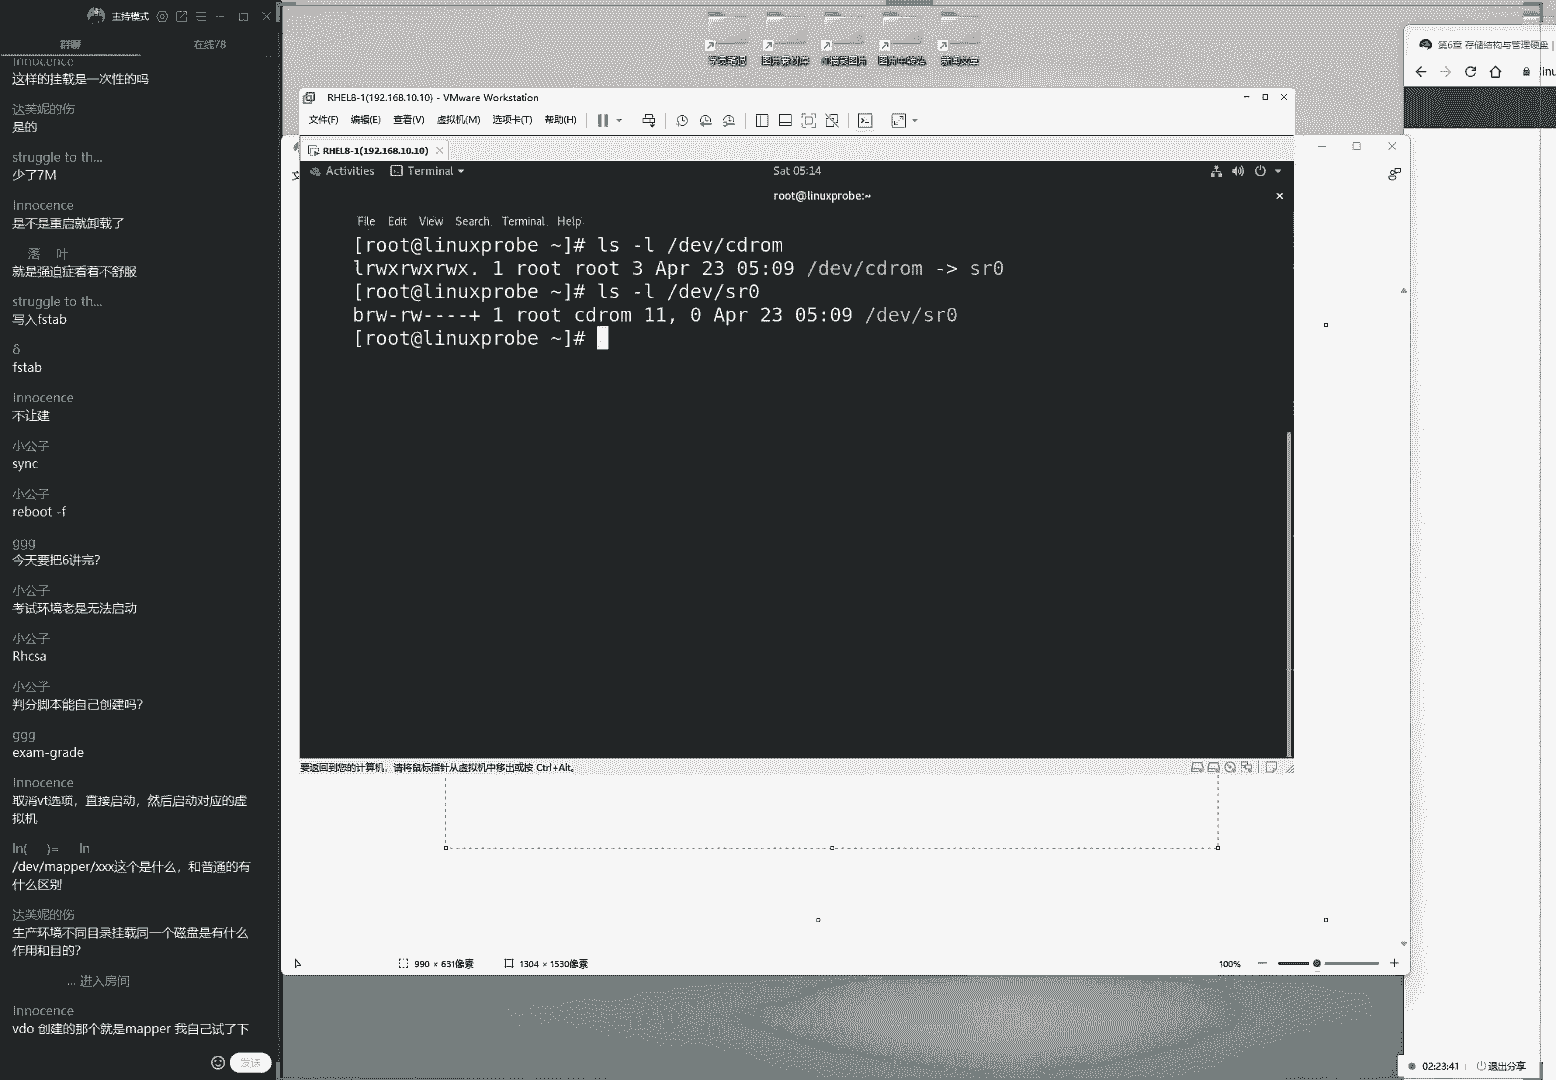 主持模式
群聊
在线78
Innocence
这样的挂载是一次性的吗
达芙妮的伤
是的
struggle to th...
少了7M
Innocence
是不是重启就卸载了
落 叶
就是强迫症看着不舒服
struggle to th...
写入fstab
δ
fstab
Innocence
不让建
小公子
sync
小公子
reboot -f
ggg
今天要把6讲完?
小公子
考试环境老是无法启动
小公子
Rhcsa
小公子
判分脚本能自己创建吗?
ggg
exam-grade
Innocence
取消vt选项，直接启动，然后启动对应的虚
拟机
ln( )= ln
/dev/mapper/xxx这个是什么，和普通的有
什么区别
达芙妮的伤
生产环境不同目录挂载同一个磁盘是有什么
作用和目的?
... 进入房间
Innocence
vdo 创建的那个就是mapper 我自己试了下
发送
RHEL8-1(192.168.10.10) - VMware Workstation
文件(F) 编辑(E) 查看(V) 虚拟机(M) 选项卡(T) 帮助(H)
RHEL8-1(192.168.10.10)
Activities Terminal
Sat 05:14
root@linuxprobe:~
File Edit View Search Terminal Help
[root@linuxprobe ~]# ls -l /dev/cdrom
lrwxrwxrwx. 1 root root 3 Apr 23 05:09 /dev/cdrom -> sr0
[root@linuxprobe ~]# ls -l /dev/sr0
brw-rw----+ 1 root cdrom 11, 0 Apr 23 05:09 /dev/sr0
[root@linuxprobe ~]#
要返回到您的计算机，请将鼠标指针从虚拟机中移出或按 Ctrl+Alt。
990 × 631像素
1304 × 1530像素
100%
第6章 存储结构与管理硬盘 |
linu
02:23:41
退出分享